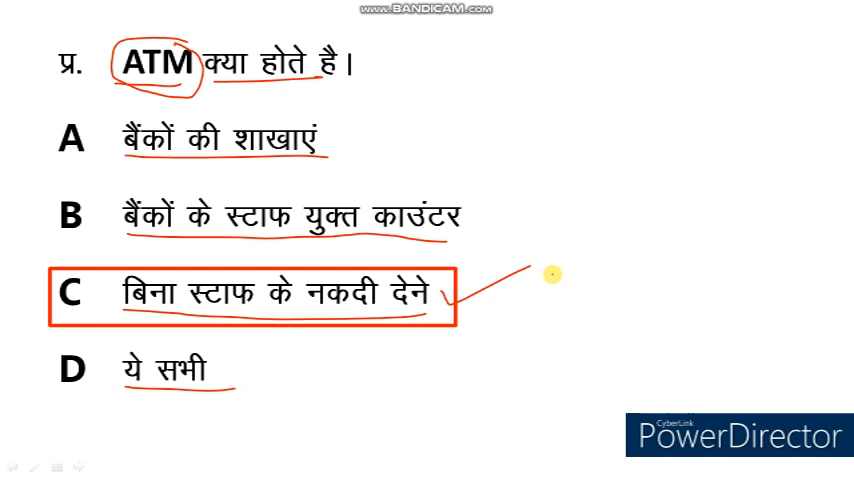 www.BANDICAM.com
प्र. ATM क्या होते है।
A बैंकों की शाखाएं
B बैंकों के स्टाफ युक्त काउंटर
C बिना स्टाफ के नकदी देने
D ये सभी
CyberLink
PowerDirector